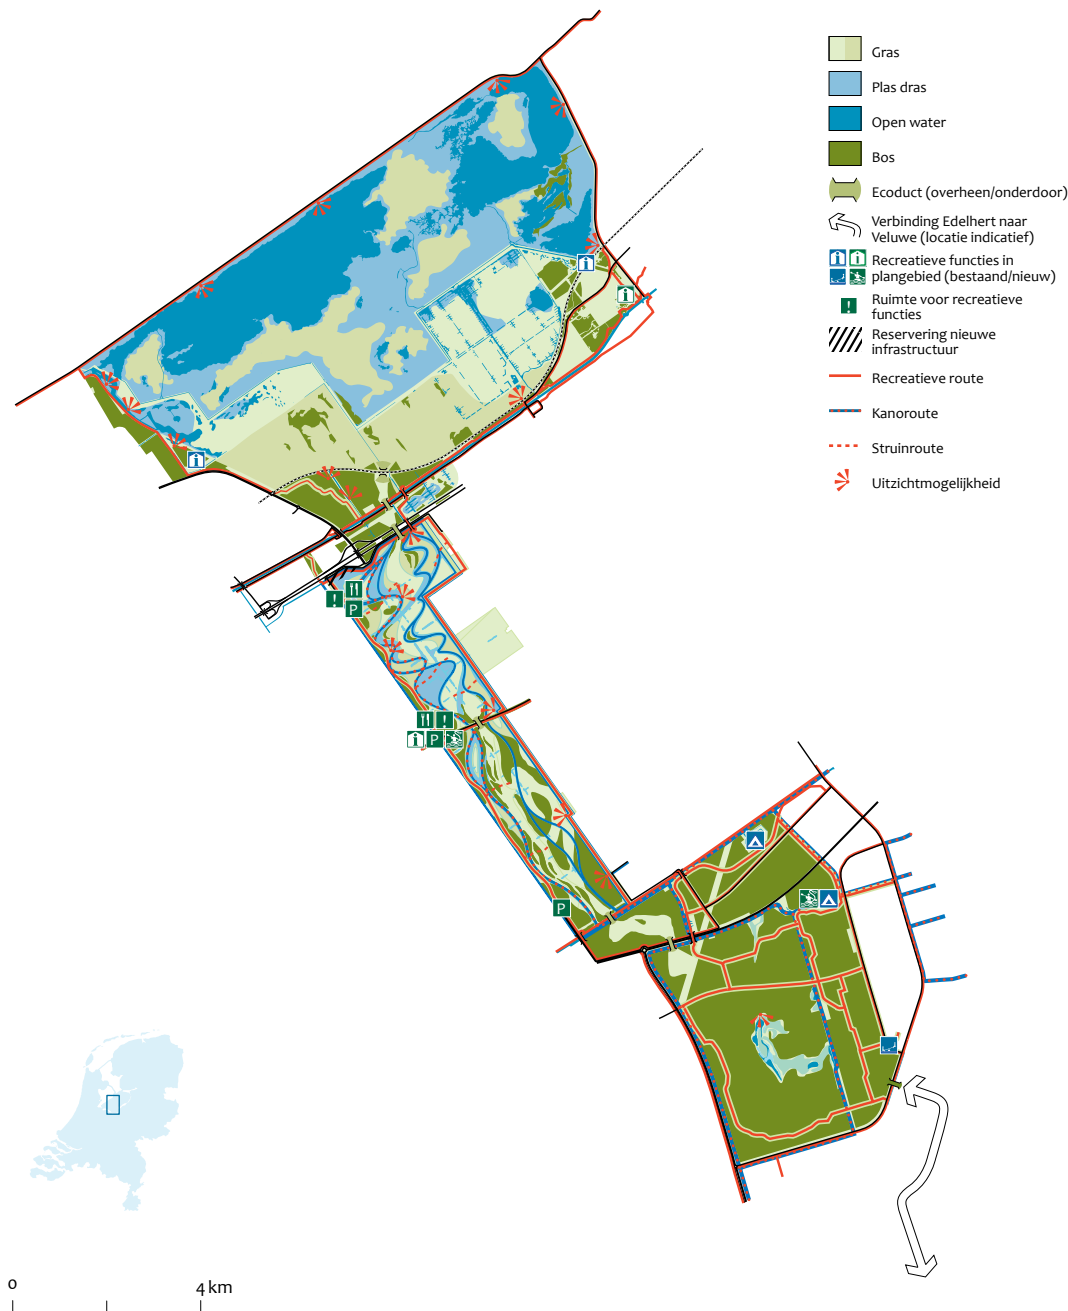 Gras
Plas dras
Open water
Bos
Ecoduct (overheen/onderdoor)
Verbinding Edelhert naar
Veluwe (locatie indicatief)
Recreatieve functies in
plangebied (bestaand/nieuw)
Ruimte voor recreatieve
functies
Reservering nieuwe
infrastructuur
Recreatieve route
Kanoroute
Struinroute
Uitzichtmogelijkheid
P
P
P
0 4 km